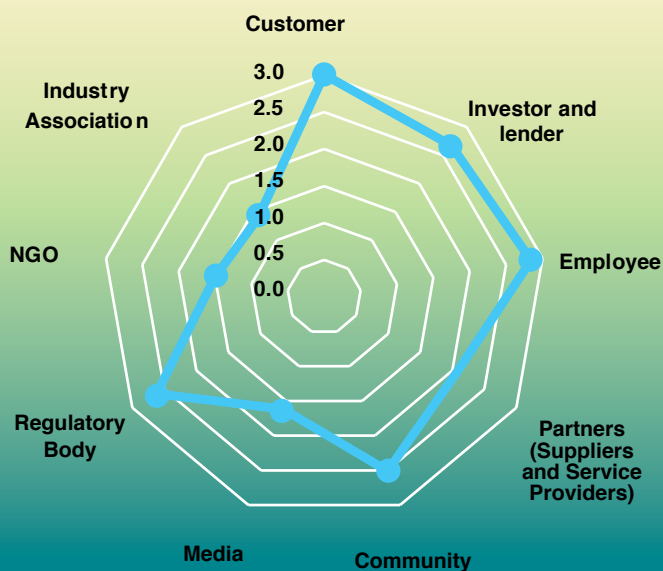 Customer
3.0
2.5
2.0
1.5
1.0
0.5
0.0
Investor and
lender
Employee
Partners
(Suppliers
and Service
Providers)
Community
Media
Regulatory
Body
NGO
Industry
Association